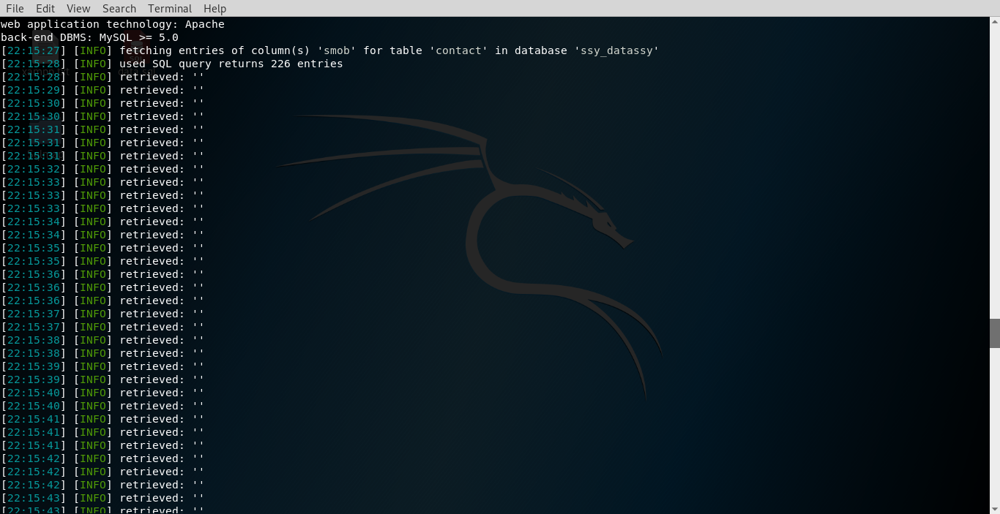 File Edit View Search Terminal Help
web application technology: Apache
back-end DBMS: MySQL >= 5.0
[22:15:27] [INFO] fetching entries of column(s) 'smob' for table 'contact' in database 'ssy_datassy'
[22:15:28] [INFO] used SQL query returns 226 entries
[22:15:28] [INFO] retrieved: ''
[22:15:29] [INFO] retrieved: ''
[22:15:30] [INFO] retrieved: ''
[22:15:30] [INFO] retrieved: ''
[22:15:31] [INFO] retrieved: ''
[22:15:31] [INFO] retrieved: ''
[22:15:31] [INFO] retrieved: ''
[22:15:32] [INFO] retrieved: ''
[22:15:33] [INFO] retrieved: ''
[22:15:33] [INFO] retrieved: ''
[22:15:33] [INFO] retrieved: ''
[22:15:34] [INFO] retrieved: ''
[22:15:34] [INFO] retrieved: ''
[22:15:35] [INFO] retrieved: ''
[22:15:35] [INFO] retrieved: ''
[22:15:36] [INFO] retrieved: ''
[22:15:36] [INFO] retrieved: ''
[22:15:36] [INFO] retrieved: ''
[22:15:37] [INFO] retrieved: ''
[22:15:37] [INFO] retrieved: ''
[22:15:38] [INFO] retrieved: ''
[22:15:38] [INFO] retrieved: ''
[22:15:39] [INFO] retrieved: ''
[22:15:39] [INFO] retrieved: ''
[22:15:40] [INFO] retrieved: ''
[22:15:40] [INFO] retrieved: ''
[22:15:41] [INFO] retrieved: ''
[22:15:41] [INFO] retrieved: ''
[22:15:41] [INFO] retrieved: ''
[22:15:42] [INFO] retrieved: ''
[22:15:42] [INFO] retrieved: ''
[22:15:42] [INFO] retrieved: ''
[22:15:43] [INFO] retrieved: ''
[22:15:43] [INFO] retrieved: ''